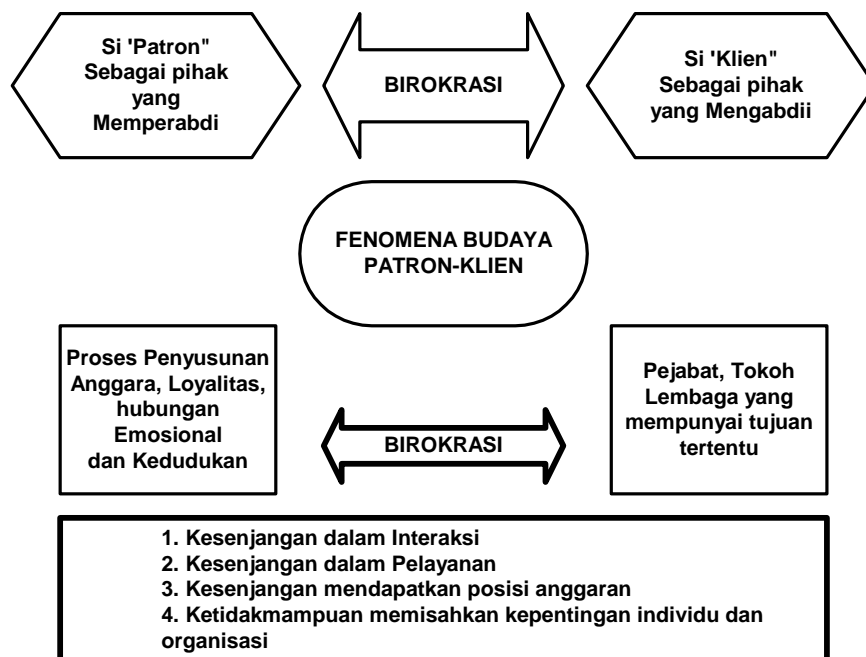 Si 'Patron"
Sebagai pihak
yang
Memperabdi
BIROKRASI
Si 'Klien"
Sebagai pihak
yang Mengabdii
FENOMENA BUDAYA
PATRON-KLIEN
Proses Penyusunan
Anggara, Loyalitas,
hubungan
Emosional
dan Kedudukan
BIROKRASI
Pejabat, Tokoh
Lembaga yang
mempunyai tujuan
tertentu
1. Kesenjangan dalam Interaksi
2. Kesenjangan dalam Pelayanan
3. Kesenjangan mendapatkan posisi anggaran
4. Ketidakmampuan memisahkan kepentingan individu dan
organisasi